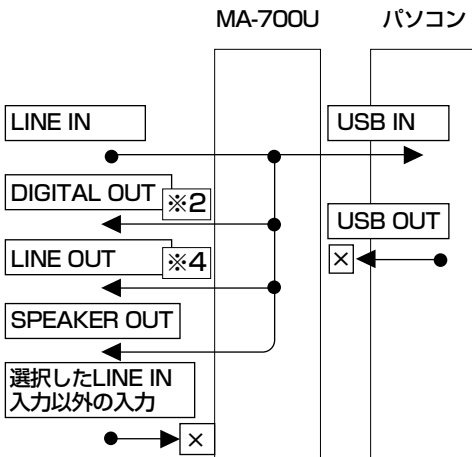 MA-700U
パソコン
LINE IN
USB IN
DIGITAL OUT
※2
USB OUT
LINE OUT
※4
×
SPEAKER OUT
選択したLINE IN
入力以外の入力
×